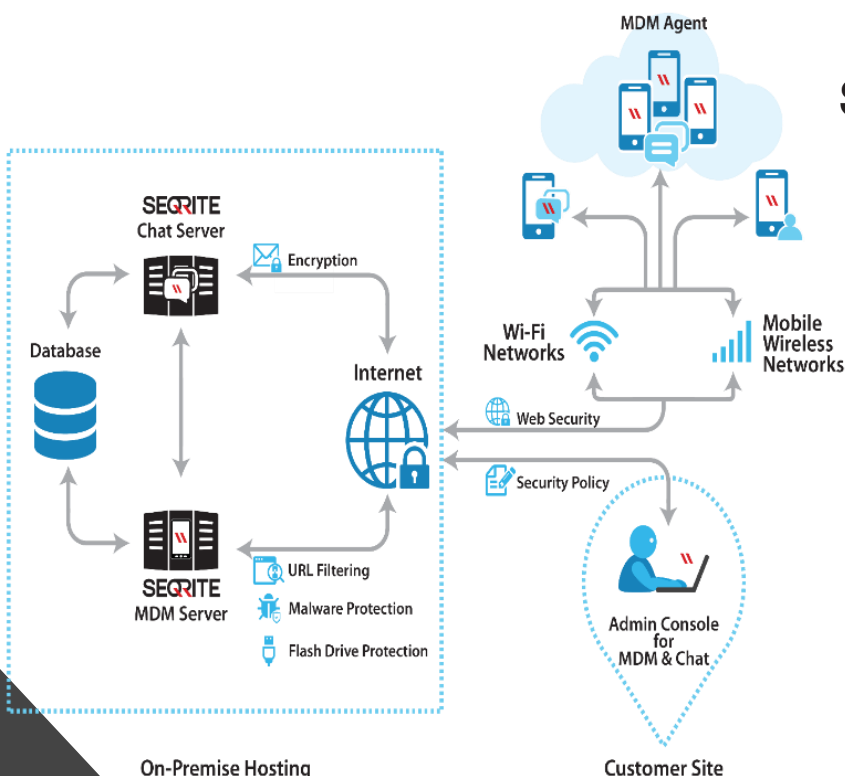 MDM Agent
S
SEQRITE
Chat Server
Encryption
Database
Internet
Wi-Fi
Networks
Mobile
Wireless
Networks
Web Security
Security Policy
SEQRITE
MDM Server
URL Filtering
Malware Protection
Flash Drive Protection
Admin Console
for
MDM & Chat
On-Premise Hosting
Customer Site